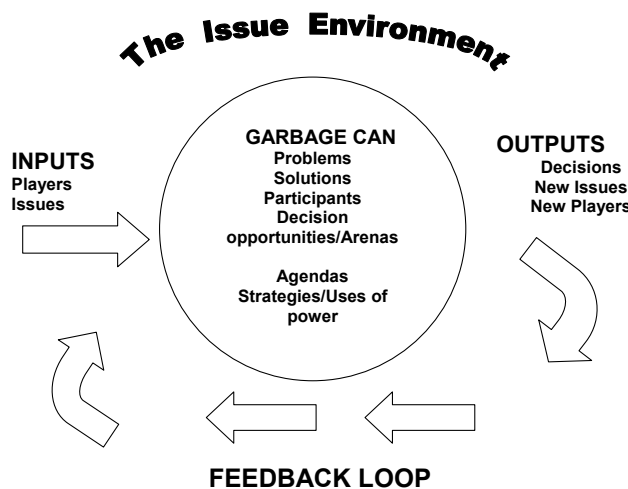 The Issue Environment
INPUTS
Players
Issues
GARBAGE CAN
Problems
Solutions
Participants
Decision
opportunities/Arenas
Agendas
Strategies/Uses of
power
OUTPUTS
Decisions
New Issues
New Players
FEEDBACK LOOP